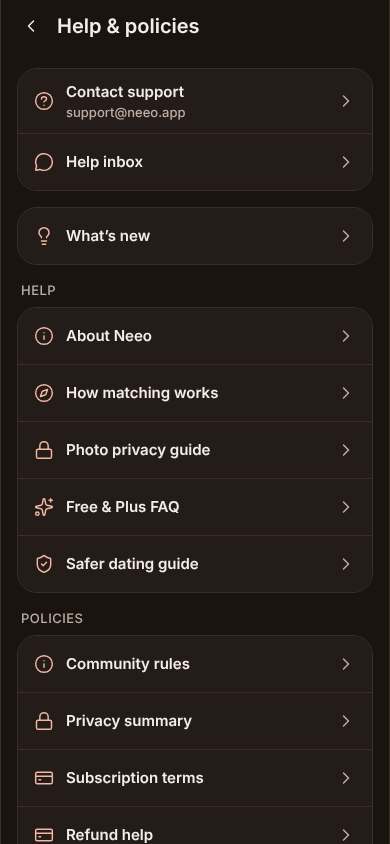 Help & policies
Contact support
support@neeo.app
Help inbox
What's new
HELP
About Neeo
How matching works
Photo privacy guide
Free & Plus FAQ
Safer dating guide
POLICIES
Community rules
Privacy summary
Subscription terms
Refund help